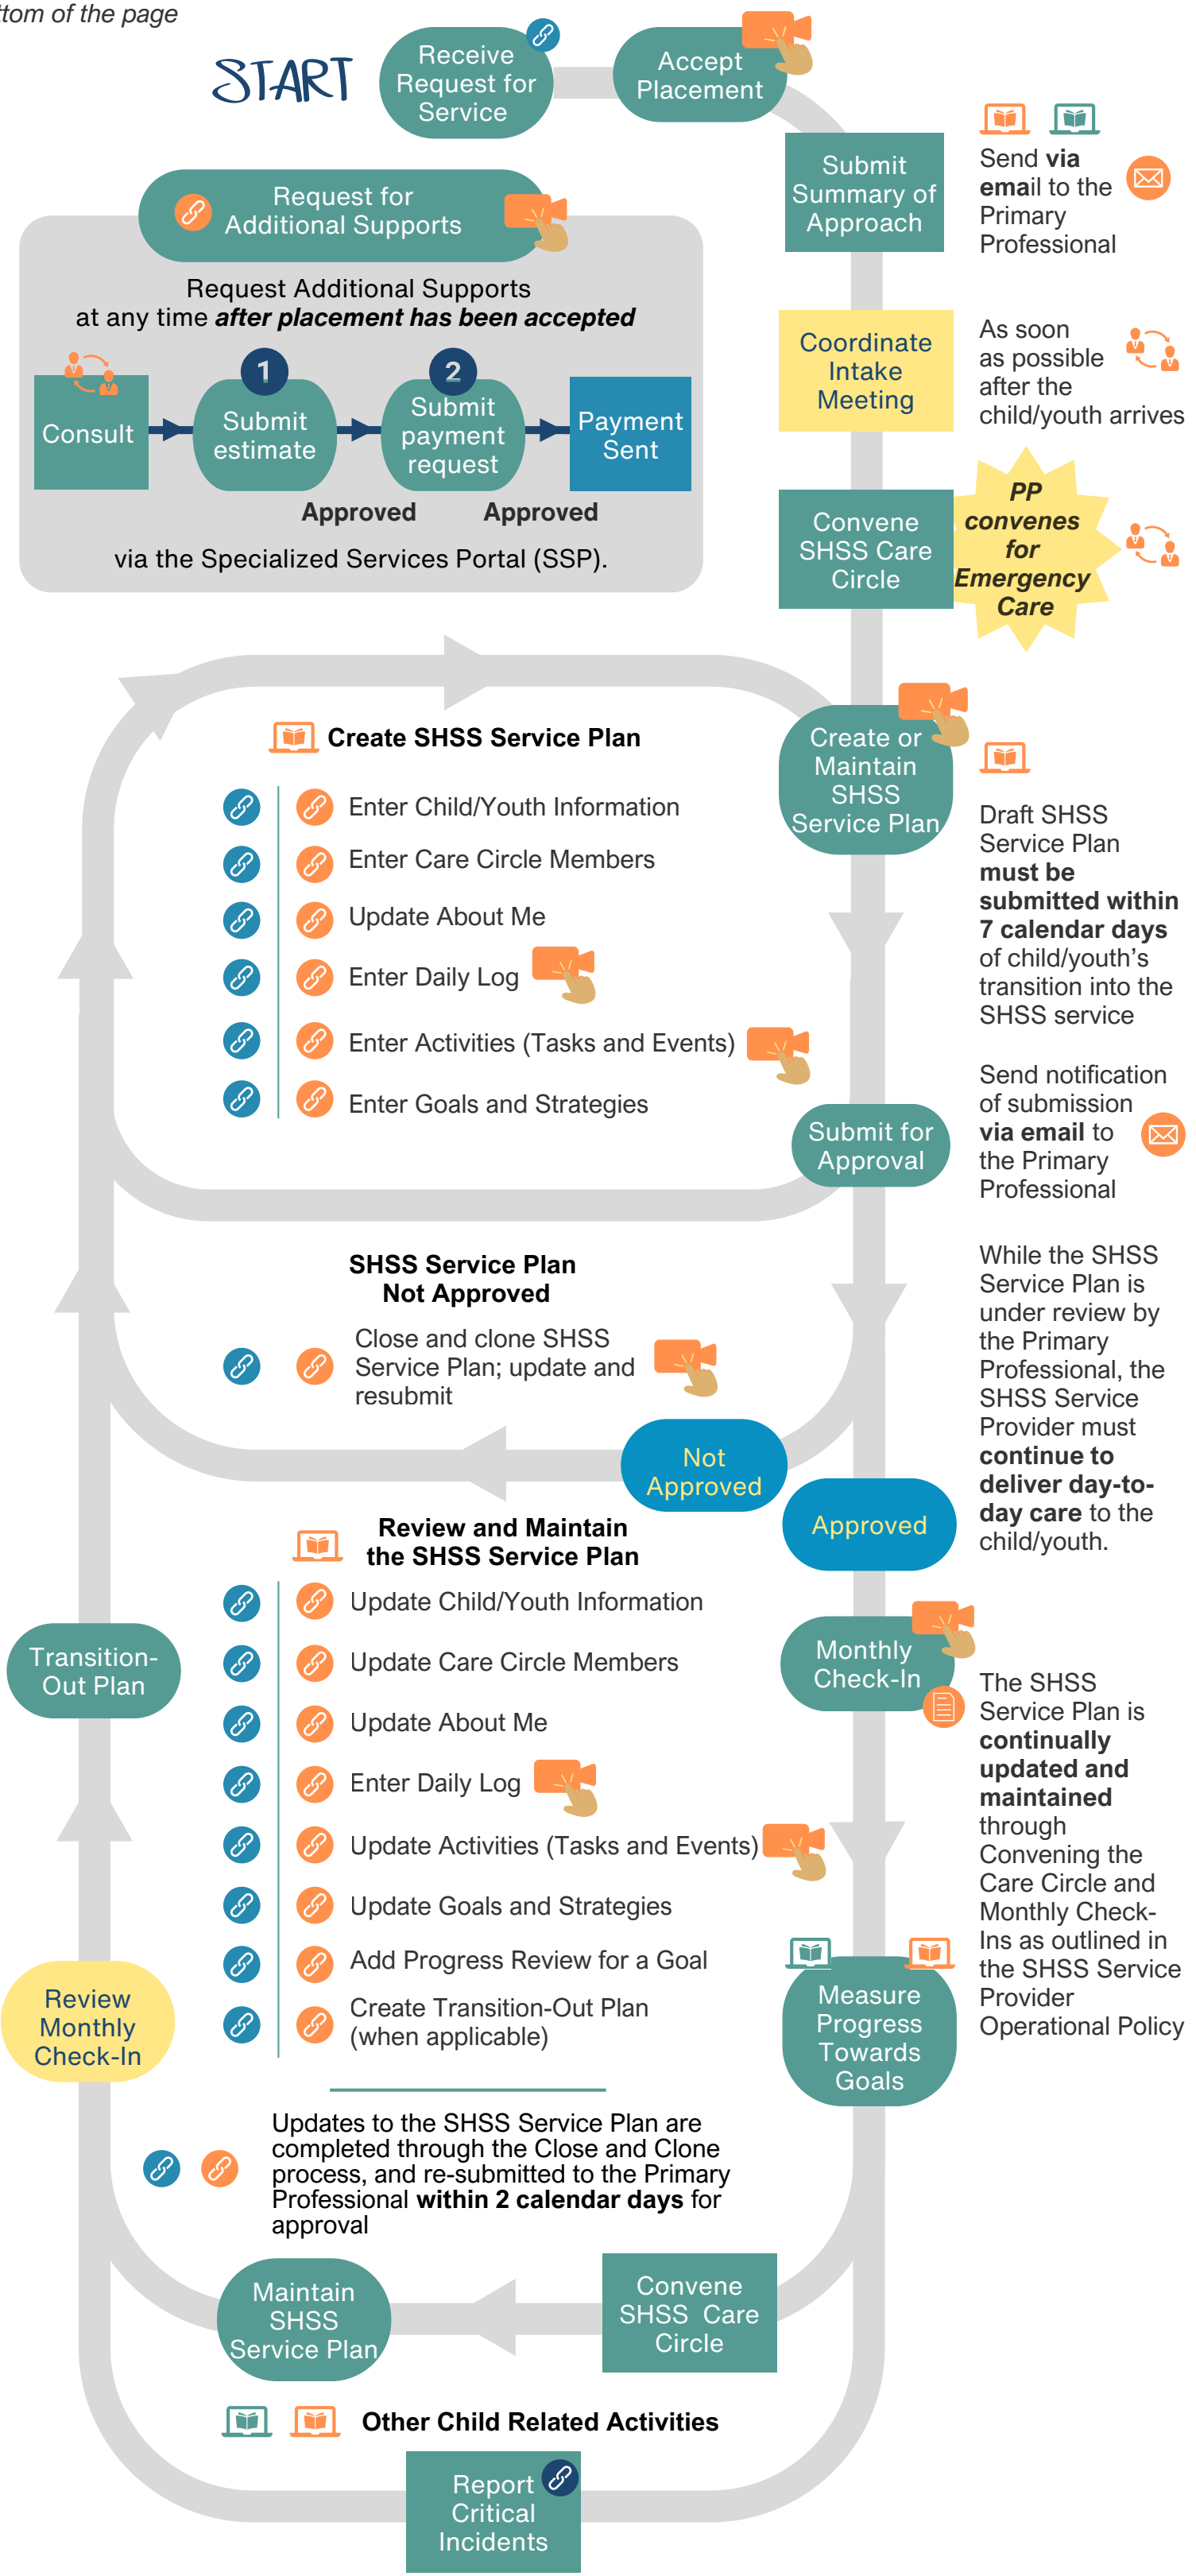 ttom of the page
START
Receive
Request for
Service
Accept
Placement
Submit
Summary of
Approach
Send via
email to the
Primary
Professional
Request for
Additional Supports
Request Additional Supports
at any time after placement has been accepted
Consult
1
Submit
estimate
2
Submit
payment
request
Payment
Sent
Approved
Approved
via the Specialized Services Portal (SSP).
Coordinate
Intake
Meeting
As soon
as possible
after the
child/youth arrives
Convene
SHSS Care
Circle
PP
convenes
for
Emergency
Care
Create or
Maintain
SHSS
Service Plan
Draft SHSS
Service Plan
must be
submitted within
7 calendar days
of child/youth’s
transition into the
SHSS service
Create SHSS Service Plan
Enter Child/Youth Information
Enter Care Circle Members
Update About Me
Enter Daily Log
Enter Activities (Tasks and Events)
Enter Goals and Strategies
Submit for
Approval
Send notification
of submission
via email to
the Primary
Professional
SHSS Service Plan
Not Approved
Close and clone SHSS
Service Plan; update and
resubmit
Not
Approved
While the SHSS
Service Plan is
under review by
the Primary
Professional, the
SHSS Service
Provider must
continue to
deliver day-to-
day care to the
child/youth.
Approved
Review and Maintain
the SHSS Service Plan
Update Child/Youth Information
Update Care Circle Members
Update About Me
Enter Daily Log
Update Activities (Tasks and Events)
Update Goals and Strategies
Add Progress Review for a Goal
Create Transition-Out Plan
(when applicable)
Transition-
Out Plan
Monthly
Check-In
The SHSS
Service Plan is
continually
updated and
maintained
through
Convening the
Care Circle and
Monthly Check-
Ins as outlined in
the SHSS Service
Provider
Operational Policy
Review
Monthly
Check-In
Measure
Progress
Towards
Goals
Updates to the SHSS Service Plan are
completed through the Close and Clone
process, and re-submitted to the Primary
Professional within 2 calendar days for
approval
Maintain
SHSS
Service Plan
Convene
SHSS Care
Circle
Other Child Related Activities
Report
Critical
Incidents